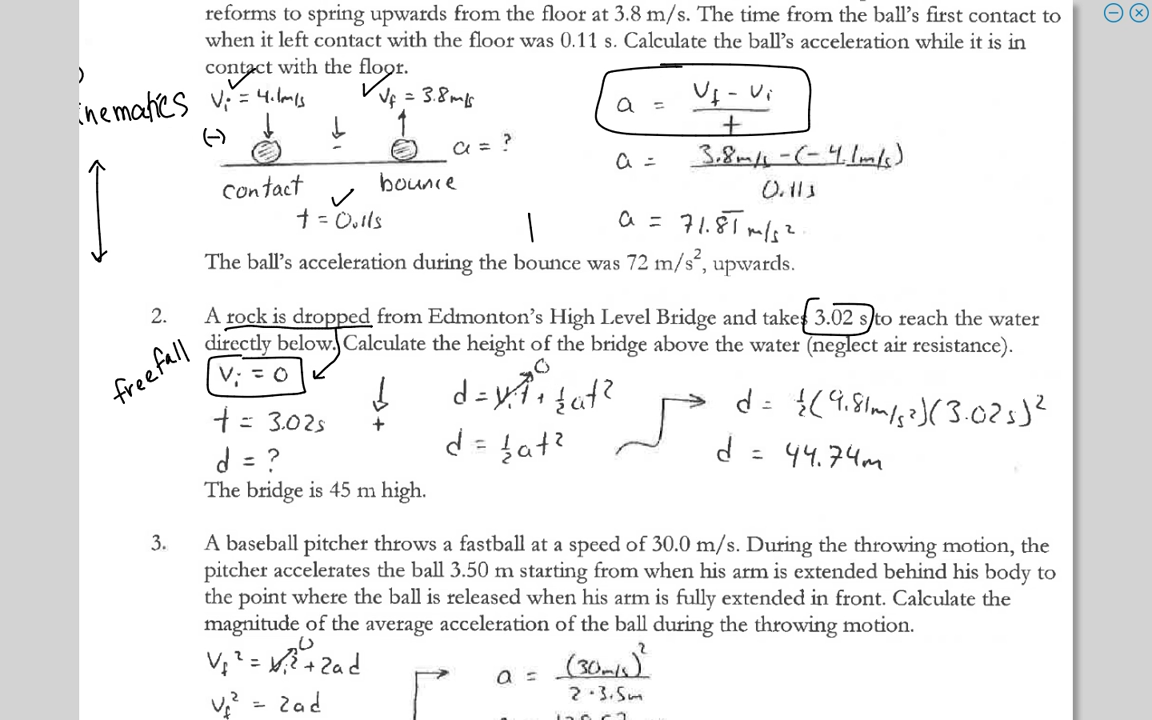 reforms to spring upwards from the floor at 3.8 m/s. The time from the ball's first contact to
when it left contact with the floor was 0.11 s. Calculate the ball's acceleration while it is in
contact with the floor.
nematics
Vi = 4.1m/s
Vf = 3.8m/s
(-)
-
a = ?
contact
bounce
t = 0.11s
a = (Vf - Vi)/t
a = (3.8m/s - (-4.1m/s))/0.11s
a = 71.8̅1̅ m/s²
The ball's acceleration during the bounce was 72 m/s², upwards.
2. A rock is dropped from Edmonton's High Level Bridge and takes 3.02 s to reach the water
directly below. Calculate the height of the bridge above the water (neglect air resistance).
freefall
Vi = 0
t = 3.02s
d = ?
+
d = Vit + ½at²
0
d = ½at²
d = ½(9.81m/s²)(3.02s)²
d = 44.74m
The bridge is 45 m high.
3. A baseball pitcher throws a fastball at a speed of 30.0 m/s. During the throwing motion, the
pitcher accelerates the ball 3.50 m starting from when his arm is extended behind his body to
the point where the ball is released when his arm is fully extended in front. Calculate the
magnitude of the average acceleration of the ball during the throwing motion.
0
Vf² = Vi² + 2ad
Vf² = 2ad
a = (30m/s)²/2·3.5m